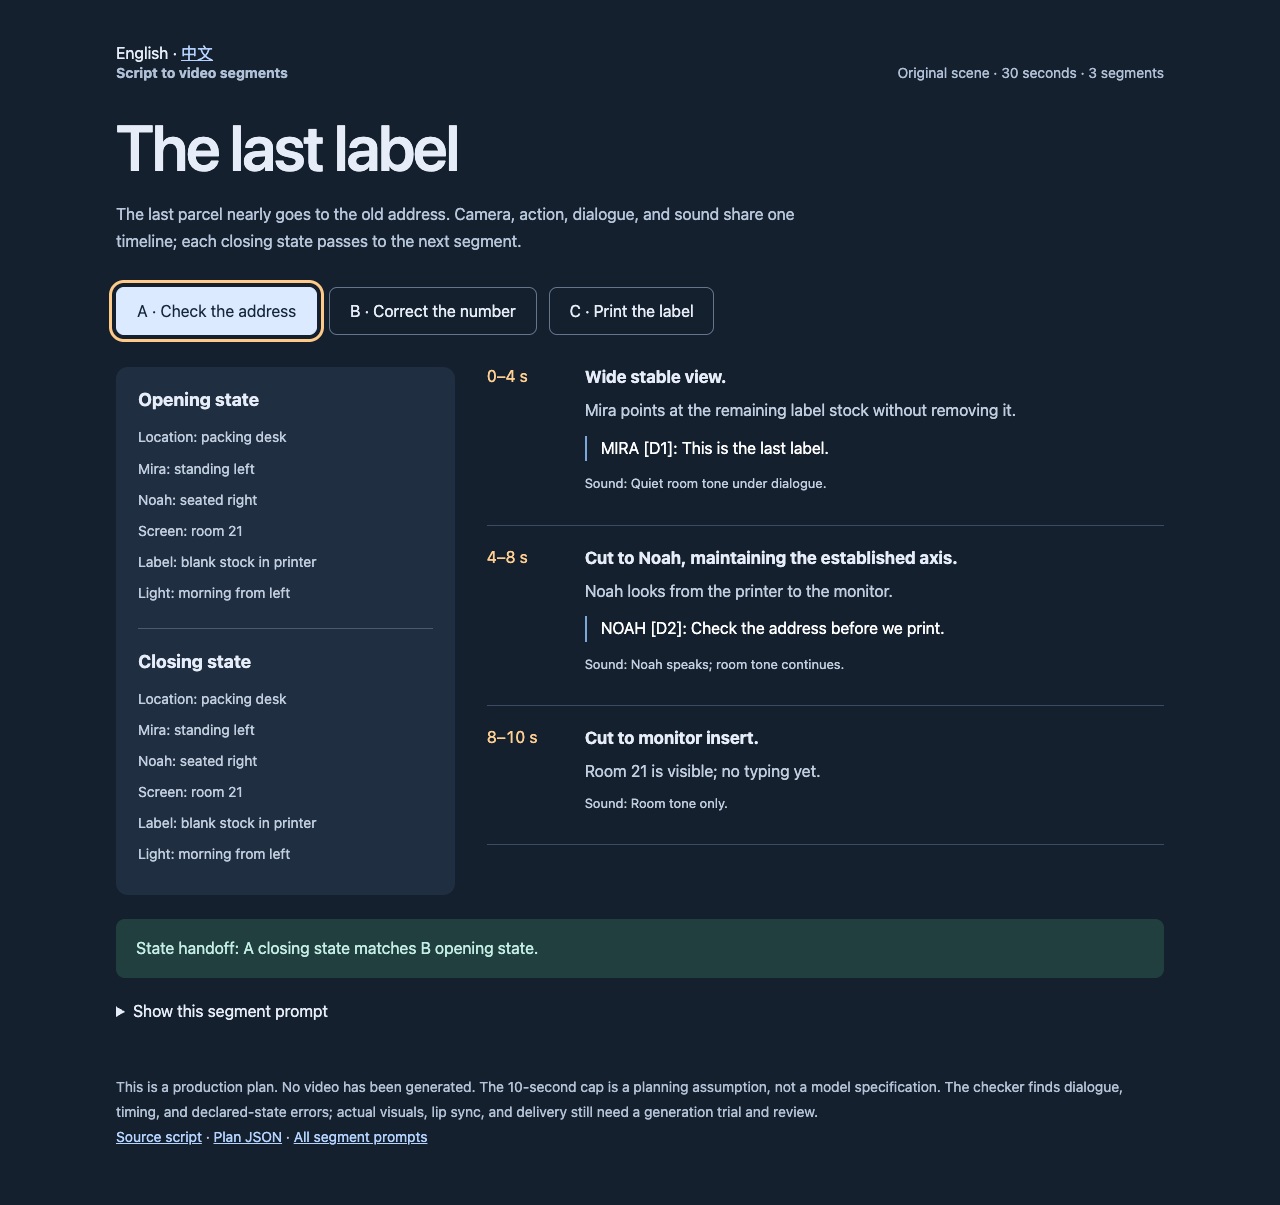 English · 中文
Script to video segments
Original scene · 30 seconds · 3 segments
The last label
The last parcel nearly goes to the old address. Camera, action, dialogue, and sound share one
timeline; each closing state passes to the next segment.
A · Check the address
B · Correct the number
C · Print the label
Opening state
Location: packing desk
Mira: standing left
Noah: seated right
Screen: room 21
Label: blank stock in printer
Light: morning from left
Closing state
Location: packing desk
Mira: standing left
Noah: seated right
Screen: room 21
Label: blank stock in printer
Light: morning from left
0–4 s
Wide stable view.
Mira points at the remaining label stock without removing it.
MIRA [D1]: This is the last label.
Sound: Quiet room tone under dialogue.
4–8 s
Cut to Noah, maintaining the established axis.
Noah looks from the printer to the monitor.
NOAH [D2]: Check the address before we print.
Sound: Noah speaks; room tone continues.
8–10 s
Cut to monitor insert.
Room 21 is visible; no typing yet.
Sound: Room tone only.
State handoff: A closing state matches B opening state.
Show this segment prompt
This is a production plan. No video has been generated. The 10-second cap is a planning assumption, not a model specification. The checker finds dialogue,
timing, and declared-state errors; actual visuals, lip sync, and delivery still need a generation trial and review.
Source script · Plan JSON · All segment prompts